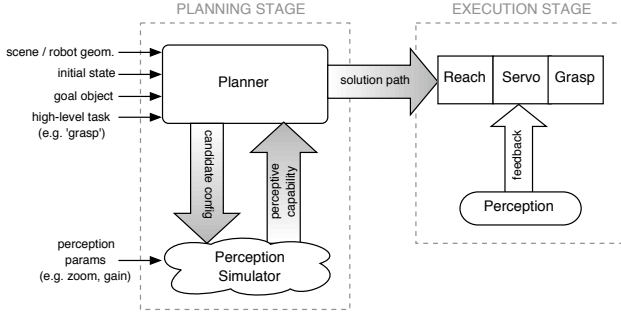 PLANNING STAGE
EXECUTION STAGE
scene / robot geom.
initial state
goal object
high-level task
(e.g. 'grasp')
Planner
solution path
Reach
Servo
Grasp
candidate config
perceptive
capability
feedback
Perception
perception
params
(e.g. zoom, gain)
Perception
Simulator